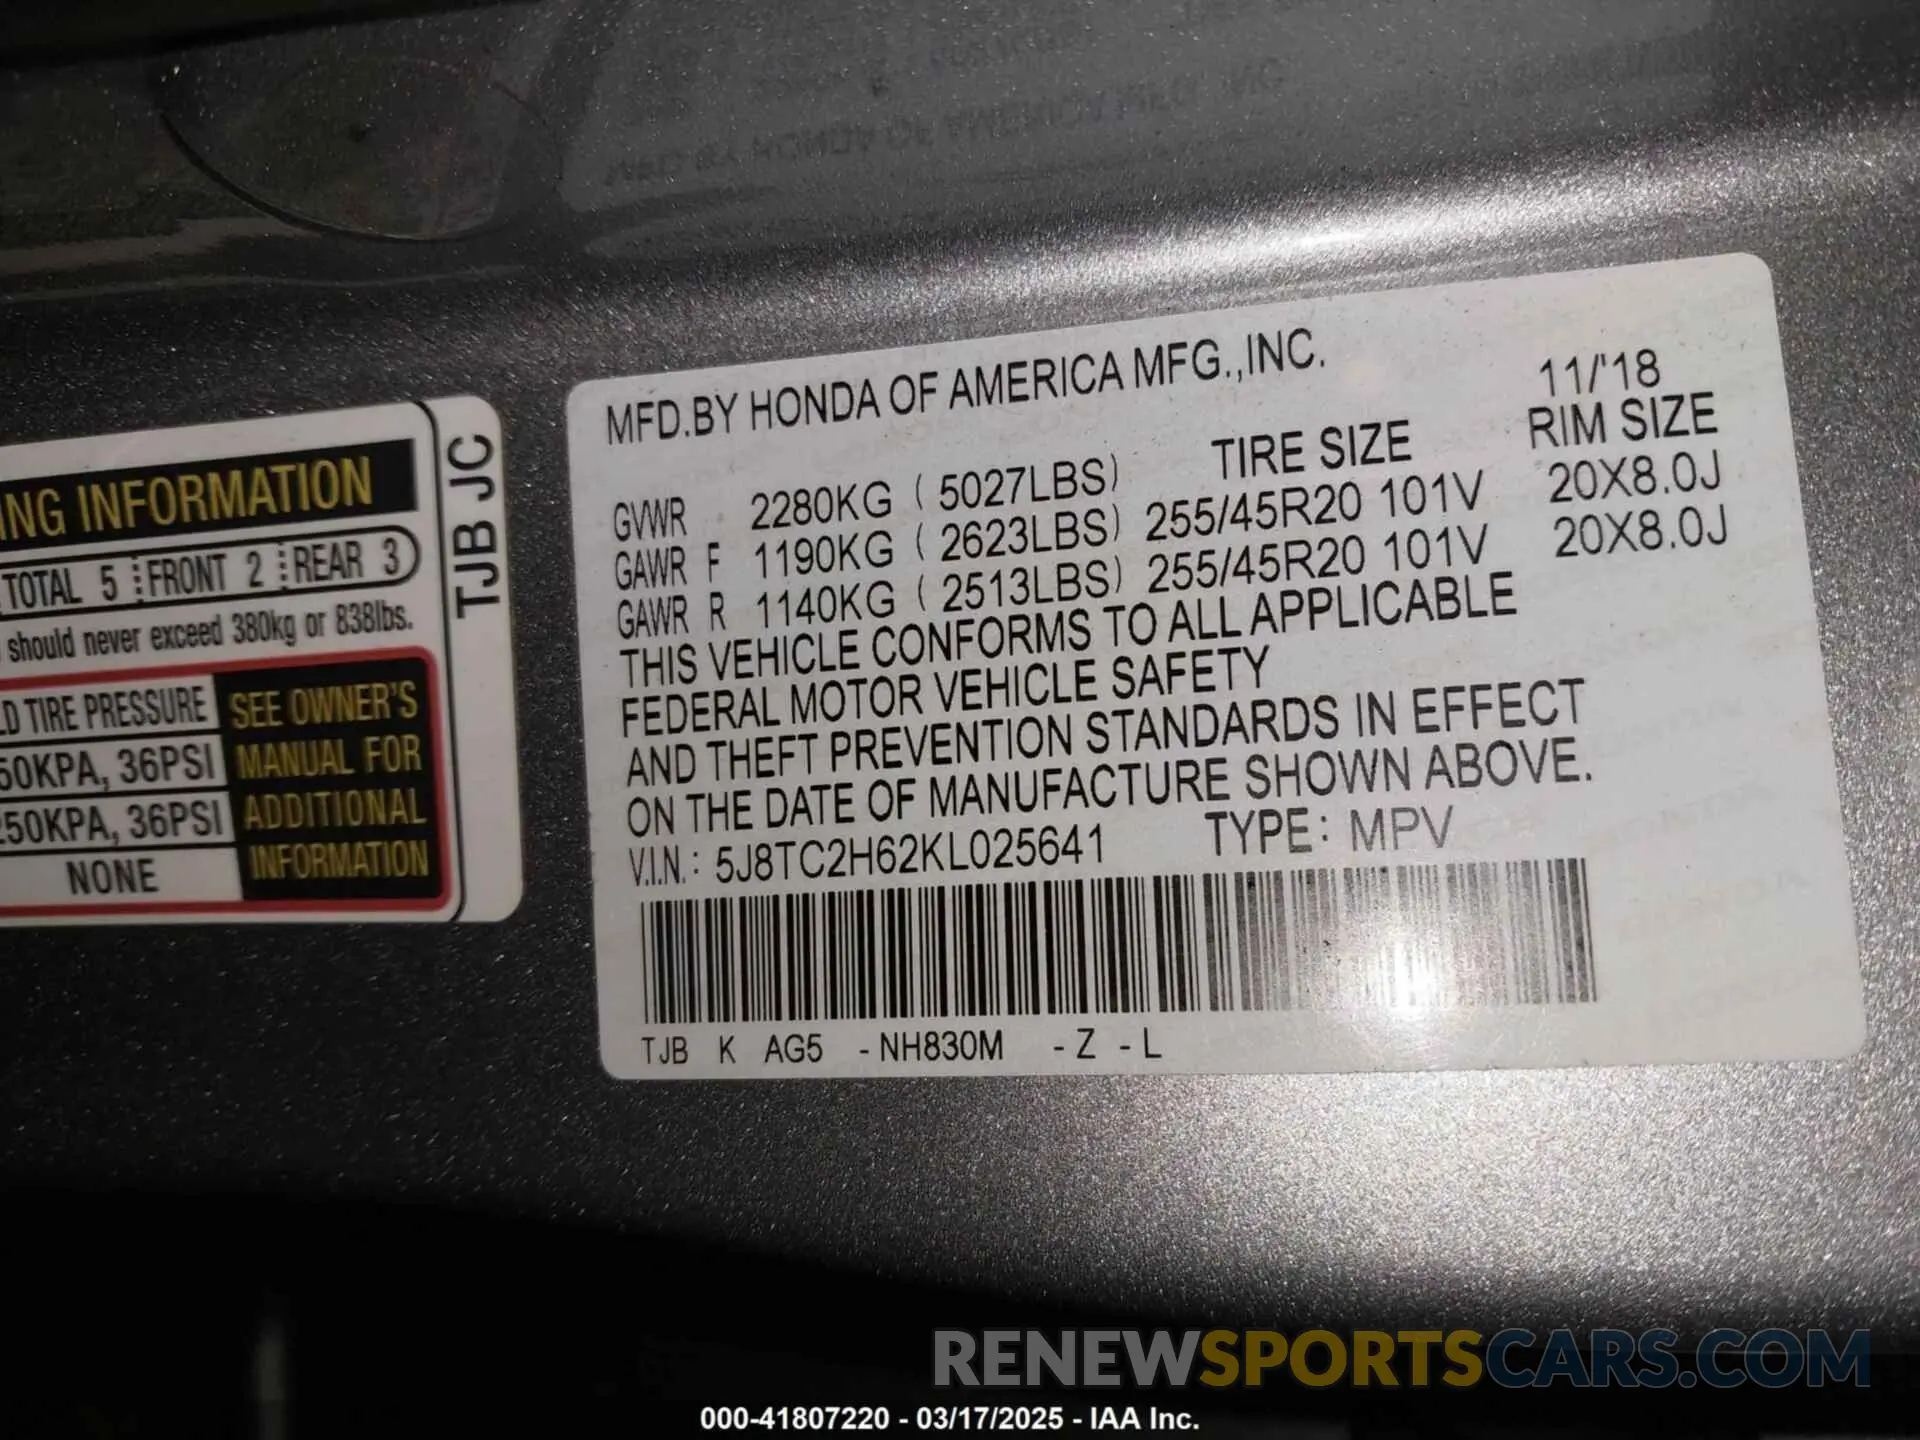 ING INFORMATION
TOTAL 5 FRONT 2 REAR 3
should never exceed 380kg or 838lbs.
TIRE PRESSURE
50KPA, 36PSI
250KPA, 36PSI
NONE
SEE OWNER'S
MANUAL FOR
ADDITIONAL
INFORMATION
TJB JC
MFD.BY HONDA OF AMERICA MFG.,INC. 11/'18
TIRE SIZE RIM SIZE
GVWR 2280KG ( 5027LBS)
GAWR F 1190KG ( 2623LBS) 255/45R20 101V 20X8.0J
GAWR R 1140KG ( 2513LBS) 255/45R20 101V 20X8.0J
THIS VEHICLE CONFORMS TO ALL APPLICABLE
FEDERAL MOTOR VEHICLE SAFETY
AND THEFT PREVENTION STANDARDS IN EFFECT
ON THE DATE OF MANUFACTURE SHOWN ABOVE.
V.I.N.: 5J8TC2H62KL025641 TYPE: MPV
TJB K AG5 -NH830M -Z -L
RENEWSPORTSCARS.COM
000-41807220 - 03/17/2025 - IAA Inc.